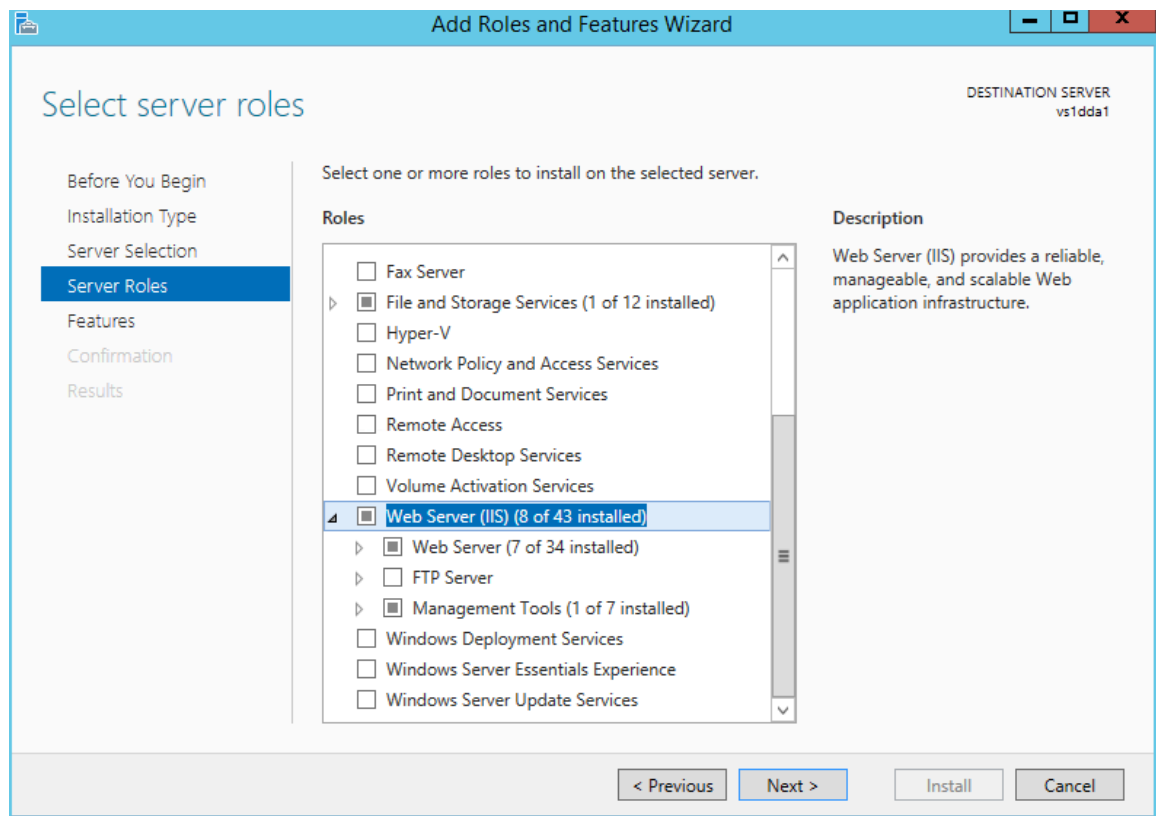 Add Roles and Features Wizard
Select server roles
DESTINATION SERVER
vs1dda1
Before You Begin
Installation Type
Server Selection
Server Roles
Features
Confirmation
Results
Select one or more roles to install on the selected server.
Roles
Fax Server
File and Storage Services (1 of 12 installed)
Hyper-V
Network Policy and Access Services
Print and Document Services
Remote Access
Remote Desktop Services
Volume Activation Services
Web Server (IIS) (8 of 43 installed)
Web Server (7 of 34 installed)
FTP Server
Management Tools (1 of 7 installed)
Windows Deployment Services
Windows Server Essentials Experience
Windows Server Update Services
Description
Web Server (IIS) provides a reliable,
manageable, and scalable Web
application infrastructure.
< Previous
Next >
Install
Cancel